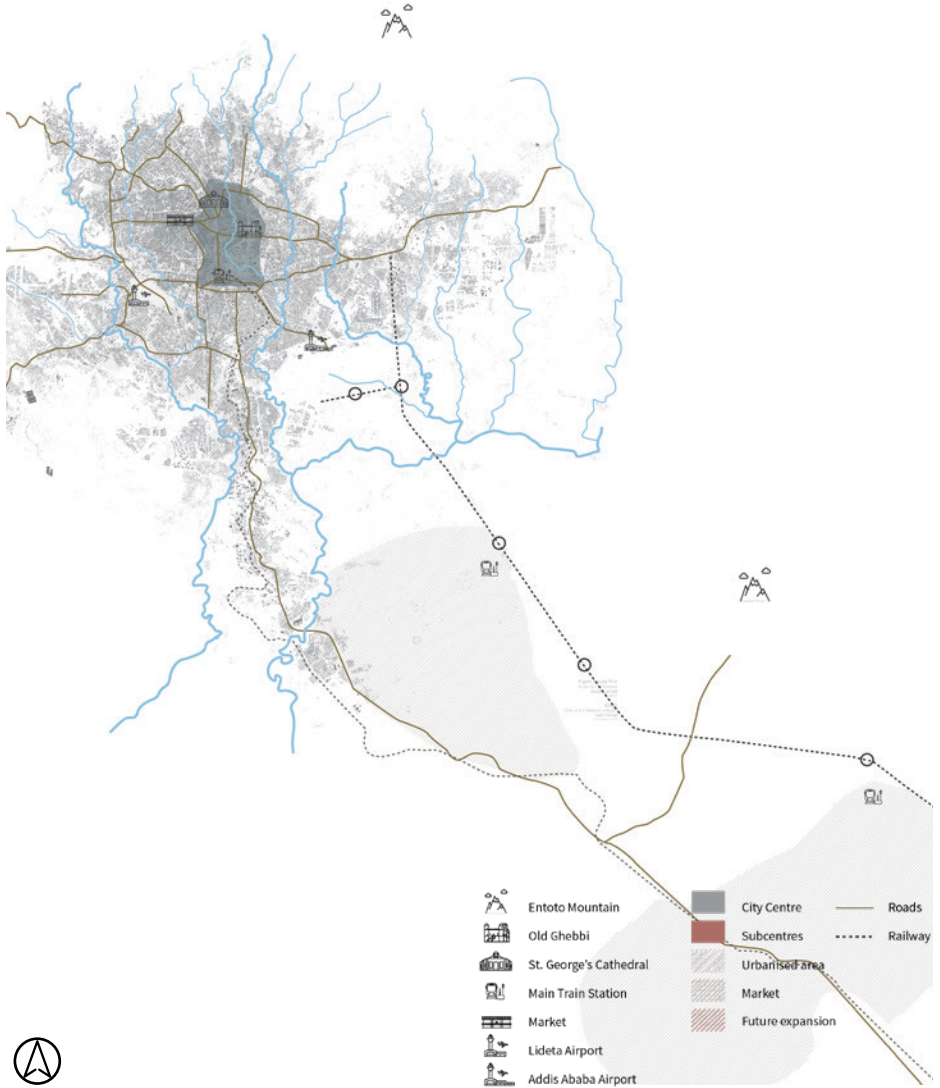 Entoto Mountain
Old Ghebbi
St. George's Cathedral
Main Train Station
Market
Lideta Airport
Addis Ababa Airport
City Centre
Subcentres
Urbanised area
Market
Future expansion
Roads
Railway